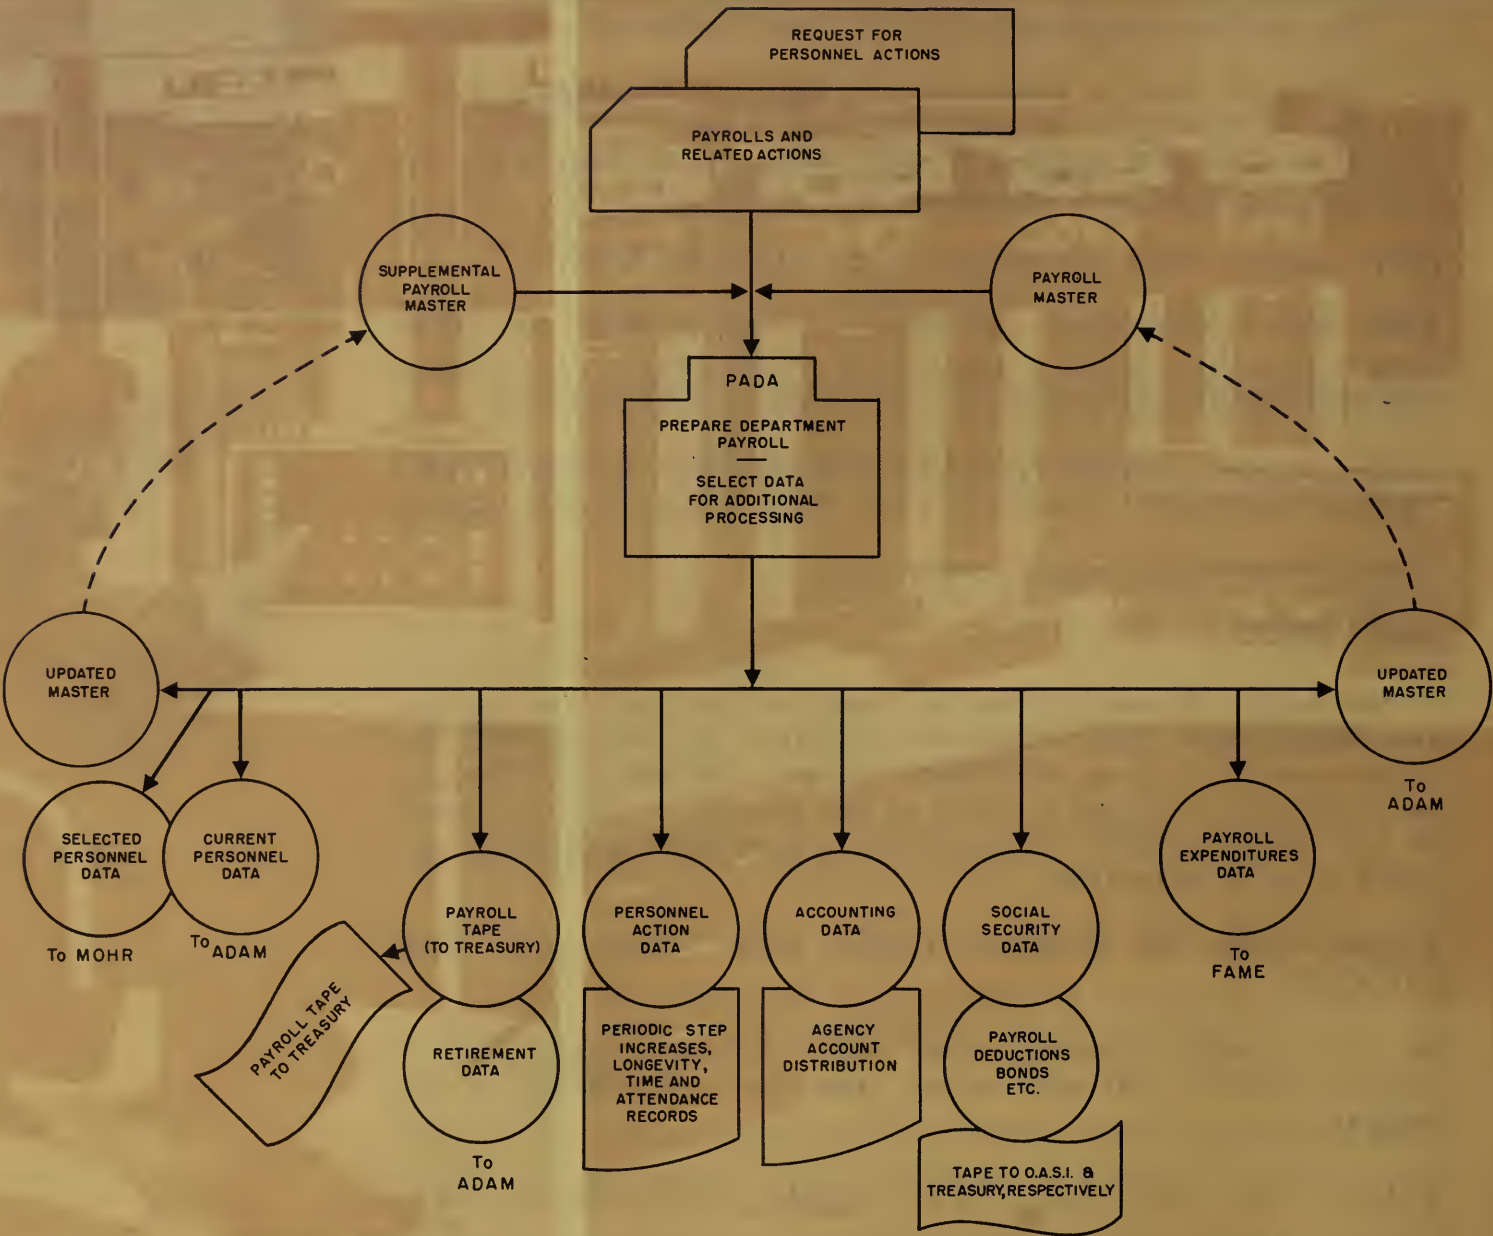 REQUEST FOR
PERSONNEL ACTIONS
PAYROLLS AND
RELATED ACTIONS
SUPPLEMENTAL
PAYROLL
MASTER
PAYROLL
MASTER
PADA
PREPARE DEPARTMENT
PAYROLL
SELECT DATA
FOR ADDITIONAL
PROCESSING
UPDATED
MASTER
UPDATED
MASTER
To
ADAM
SELECTED
PERSONNEL
DATA
To MOHR
CURRENT
PERSONNEL
DATA
To ADAM
PAYROLL
TAPE
(TO TREASURY)
PAYROLL TAPE
TO TREASURY
RETIREMENT
DATA
To
ADAM
PERSONNEL
ACTION
DATA
PERIODIC STEP
INCREASES,
LONGEVITY,
TIME AND
ATTENDANCE
RECORDS
ACCOUNTING
DATA
AGENCY
ACCOUNT
DISTRIBUTION
SOCIAL
SECURITY
DATA
PAYROLL
DEDUCTIONS
BONDS
ETC.
TAPE TO O.A.S.I. &
TREASURY, RESPECTIVELY
PAYROLL
EXPENDITURES
DATA
To
FAME